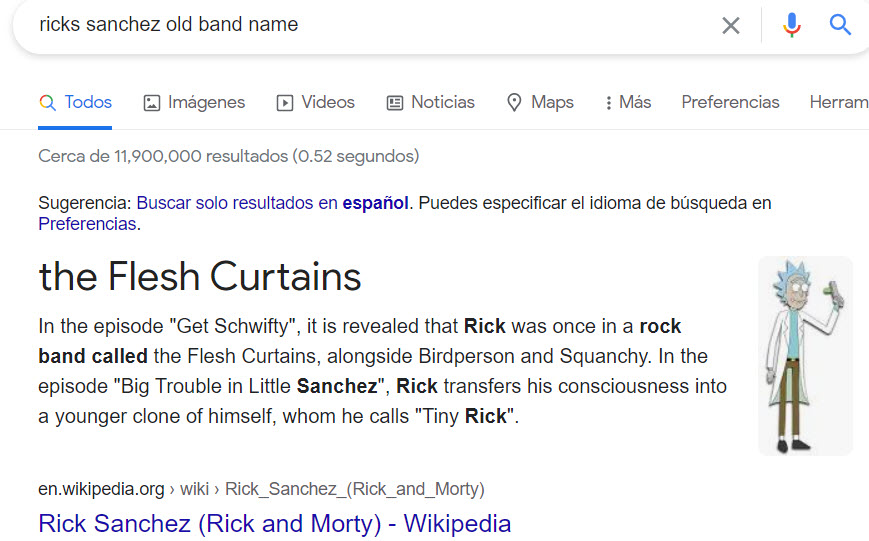 ricks sanchez old band name
Todos Imágenes Videos Noticias Maps Más Preferencias Herram
Cerca de 11,900,000 resultados (0.52 segundos)
Sugerencia: Buscar solo resultados en español. Puedes especificar el idioma de búsqueda en
Preferencias.
the Flesh Curtains
In the episode "Get Schwifty", it is revealed that Rick was once in a rock
band called the Flesh Curtains, alongside Birdperson and Squanchy. In the
episode "Big Trouble in Little Sanchez", Rick transfers his consciousness into
a younger clone of himself, whom he calls "Tiny Rick".
en.wikipedia.org › wiki › Rick_Sanchez_(Rick_and_Morty)
Rick Sanchez (Rick and Morty) - Wikipedia